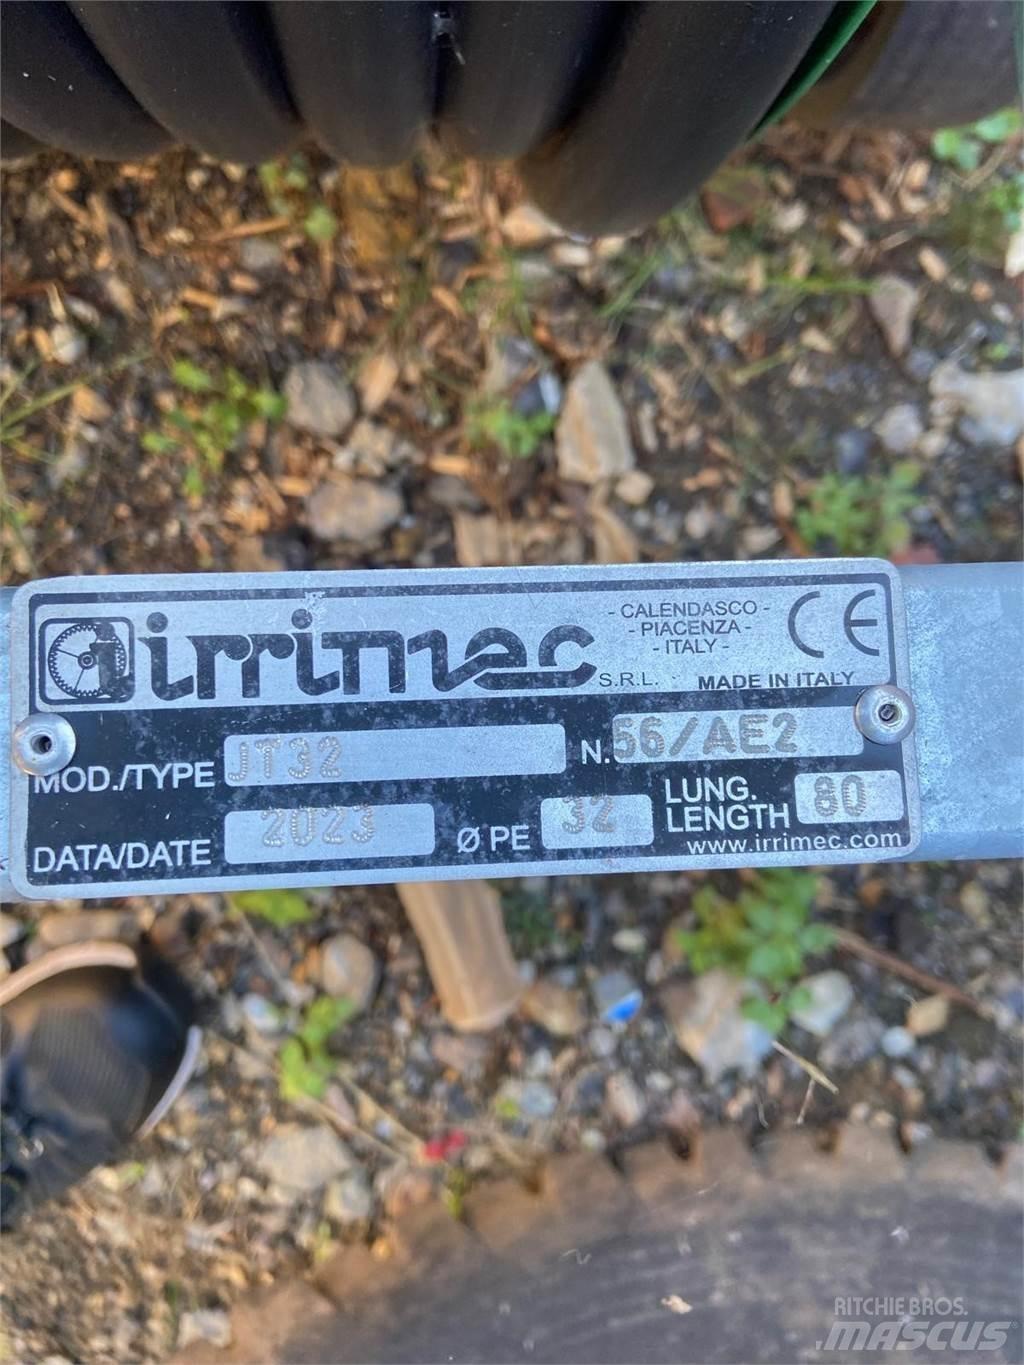 irrimec S.R.L.
- CALENDASCO -
- PIACENZA -
- ITALY -
CE
MADE IN ITALY
MOD./TYPE JT32 N. 56/AE2
DATA/DATE 2023 Ø PE 32 LUNG. LENGTH 80
www.irrimec.com
RITCHIE BROS.
MASCUS